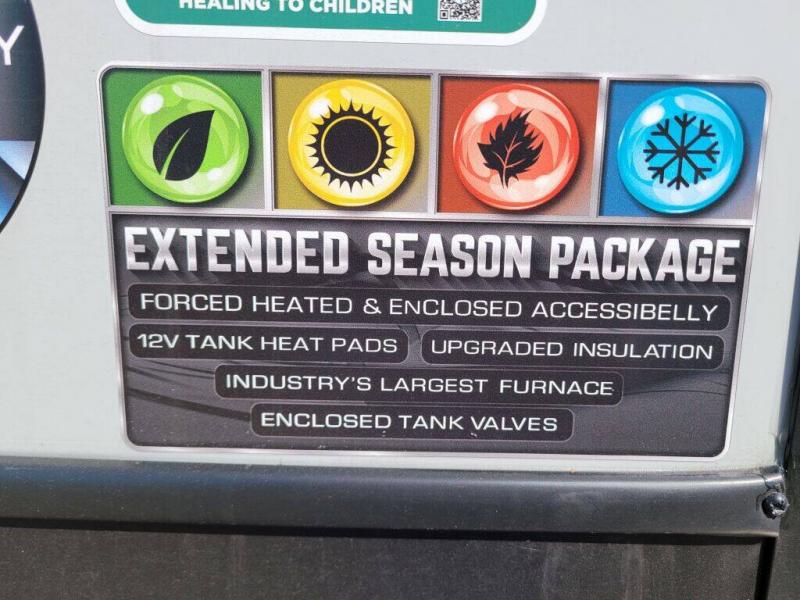 HEALING TO CHILDREN
Y
EXTENDED SEASON PACKAGE
FORCED HEATED & ENCLOSED ACCESSIBELLY
12V TANK HEAT PADS UPGRADED INSULATION
INDUSTRY'S LARGEST FURNACE
ENCLOSED TANK VALVES